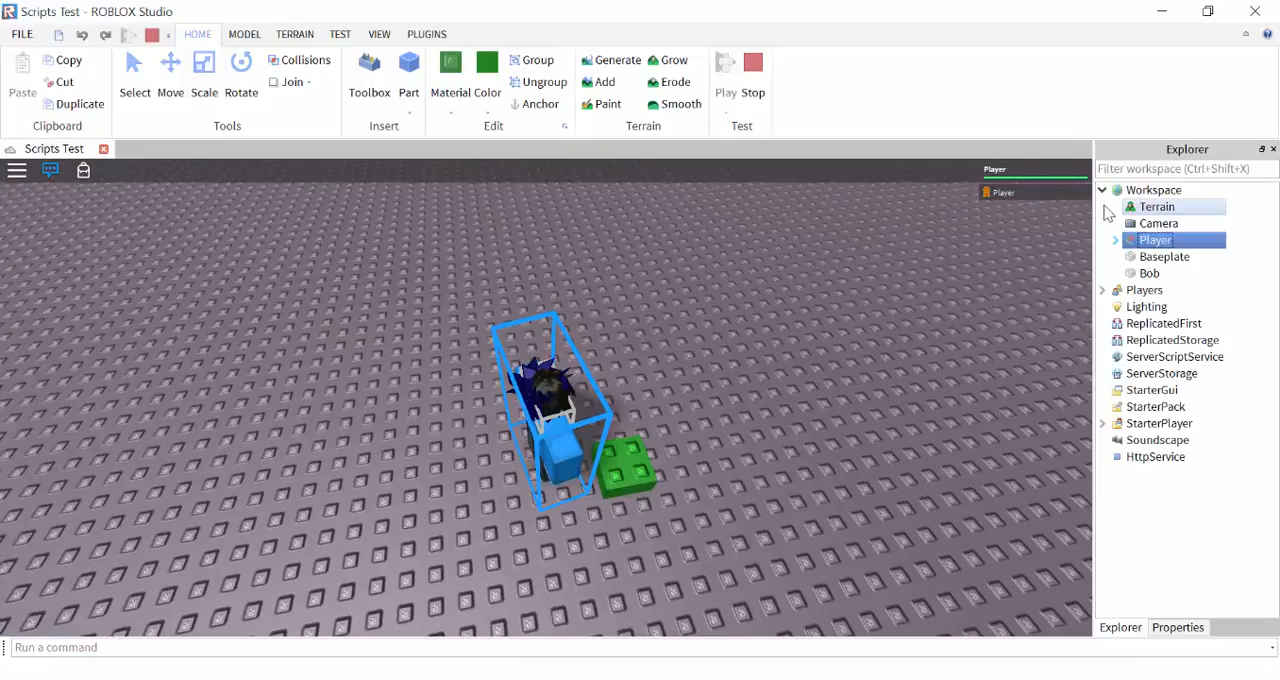 Scripts Test - ROBLOX Studio
FILE HOME MODEL TERRAIN TEST VIEW PLUGINS
Paste Copy Cut Duplicate
Clipboard
Select Move Scale Rotate Collisions Join
Tools
Toolbox Part
Insert
Material Color Group Ungroup Anchor
Edit
Generate Grow
Add Erode
Paint Smooth
Terrain
Play Stop
Test
Scripts Test
Player
Player
Explorer
Filter workspace (Ctrl+Shift+X)
Workspace
Terrain
Camera
Player
Baseplate
Bob
Players
Lighting
ReplicatedFirst
ReplicatedStorage
ServerScriptService
ServerStorage
StarterGui
StarterPack
StarterPlayer
Soundscape
HttpService
Explorer Properties
Run a command